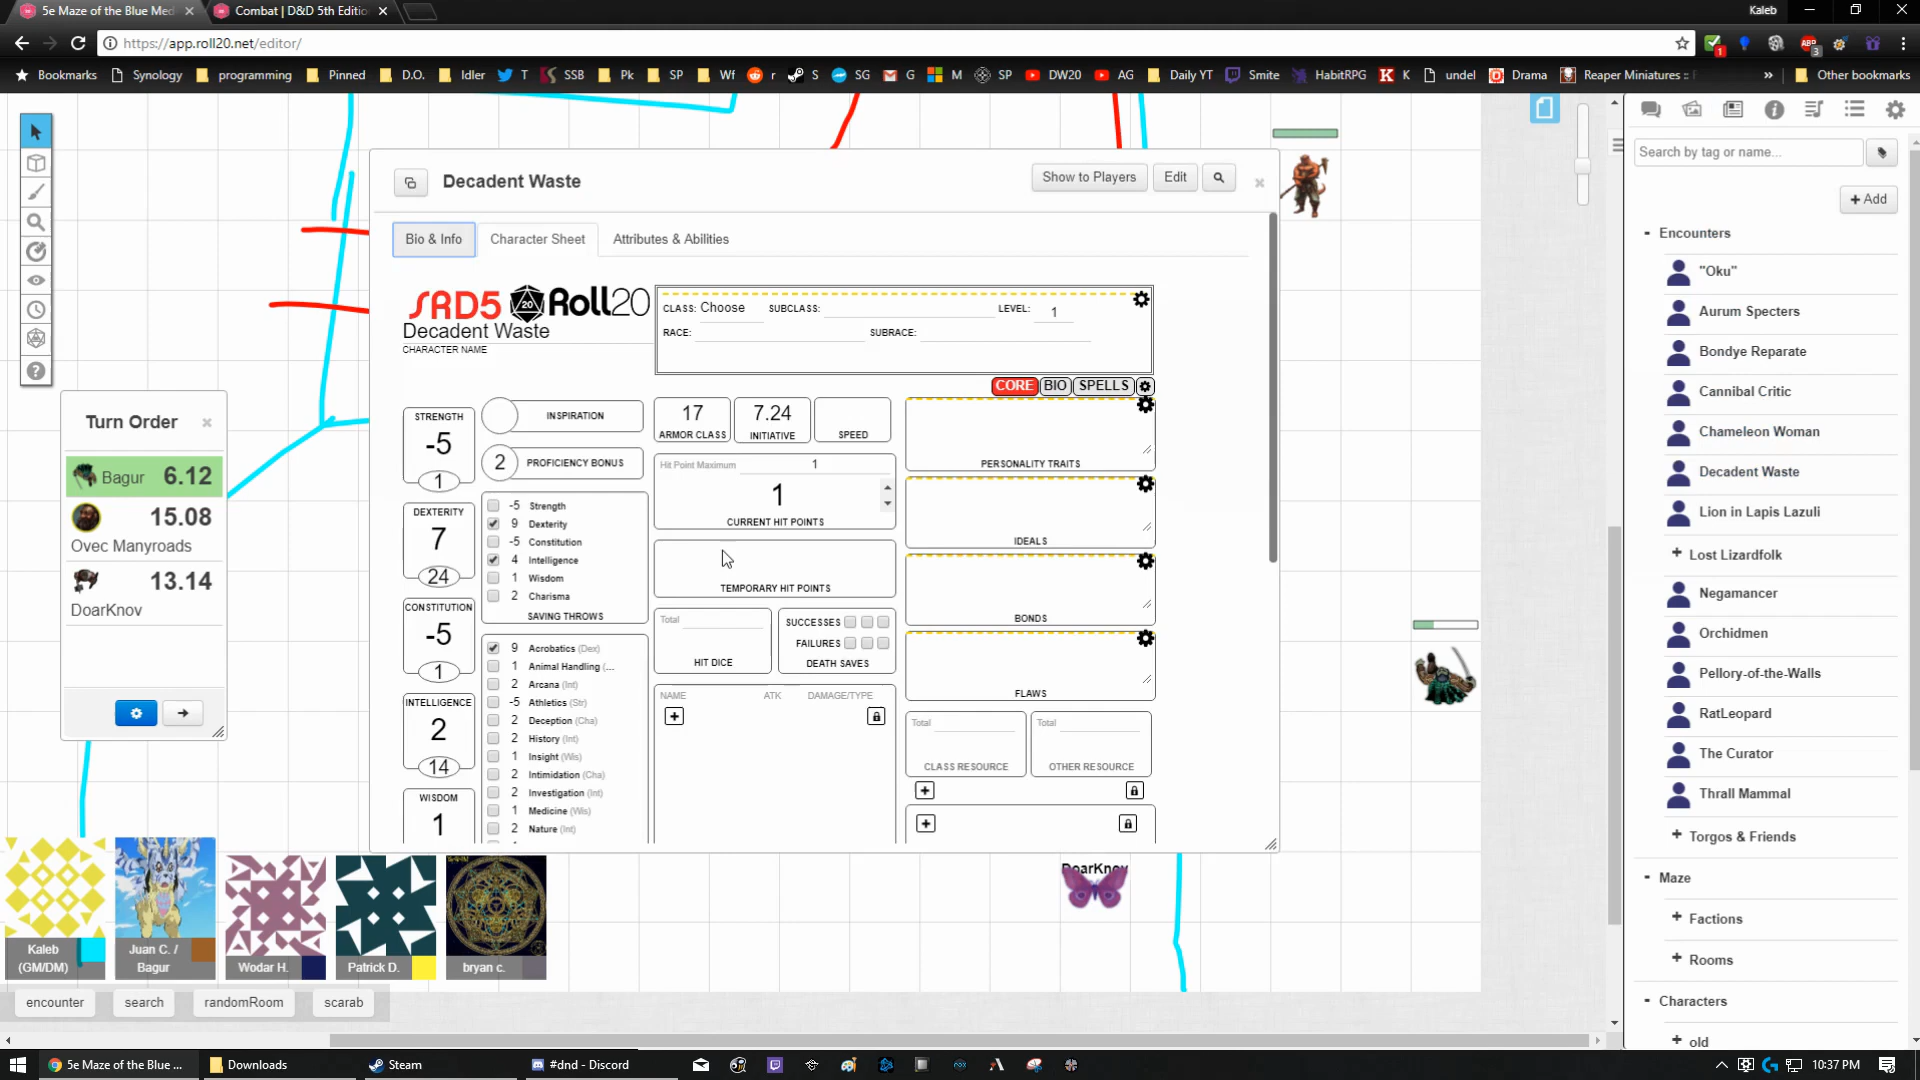 5e Maze of the Blue Med
Combat | D&D 5th Editio
Kaleb
https://app.roll20.net/editor/
Bookmarks
Synology
programming
Pinned
D.O.
Idler
T
SSB
Pk
SP
Wf
r
S
SG
G
M
SP
DW20
AG
Daily YT
Smite
HabitRPG
K
undel
Drama
Reaper Miniatures ::
»
Other bookmarks
Decadent Waste
Show to Players
Edit
Bio & Info
Character Sheet
Attributes & Abilities
SRD5 Roll20
Decadent Waste
CHARACTER NAME
CLASS: Choose SUBCLASS: LEVEL: 1
RACE: SUBRACE:
CORE BIO SPELLS
STRENGTH
-5
1
DEXTERITY
7
24
CONSTITUTION
-5
1
INTELLIGENCE
2
14
WISDOM
1
INSPIRATION
2 PROFICIENCY BONUS
-5 Strength
9 Dexterity
-5 Constitution
4 Intelligence
1 Wisdom
2 Charisma
SAVING THROWS
9 Acrobatics (Dex)
1 Animal Handling (...
2 Arcana (Int)
-5 Athletics (Str)
2 Deception (Cha)
2 History (Int)
1 Insight (Wis)
2 Intimidation (Cha)
2 Investigation (Int)
1 Medicine (Wis)
2 Nature (Int)
17
ARMOR CLASS
7.24
INITIATIVE
SPEED
Hit Point Maximum 1
1
CURRENT HIT POINTS
TEMPORARY HIT POINTS
Total
HIT DICE
SUCCESSES
FAILURES
DEATH SAVES
NAME ATK DAMAGE/TYPE
PERSONALITY TRAITS
IDEALS
BONDS
FLAWS
Total
CLASS RESOURCE
Total
OTHER RESOURCE
Turn Order
Bagur 6.12
15.08
Ovec Manyroads
13.14
DoarKnov
DoarKnov
Kaleb
(GM/DM)
Juan C. /
Bagur
Wodar H.
Patrick D.
bryan c.
encounter
search
randomRoom
scarab
Search by tag or name...
+ Add
- Encounters
"Oku"
Aurum Specters
Bondye Reparate
Cannibal Critic
Chameleon Woman
Decadent Waste
Lion in Lapis Lazuli
+ Lost Lizardfolk
Negamancer
Orchidmen
Pellory-of-the-Walls
RatLeopard
The Curator
Thrall Mammal
+ Torgos & Friends
- Maze
+ Factions
+ Rooms
- Characters
+ old
5e Maze of the Blue ...
Downloads
Steam
#dnd - Discord
10:37 PM